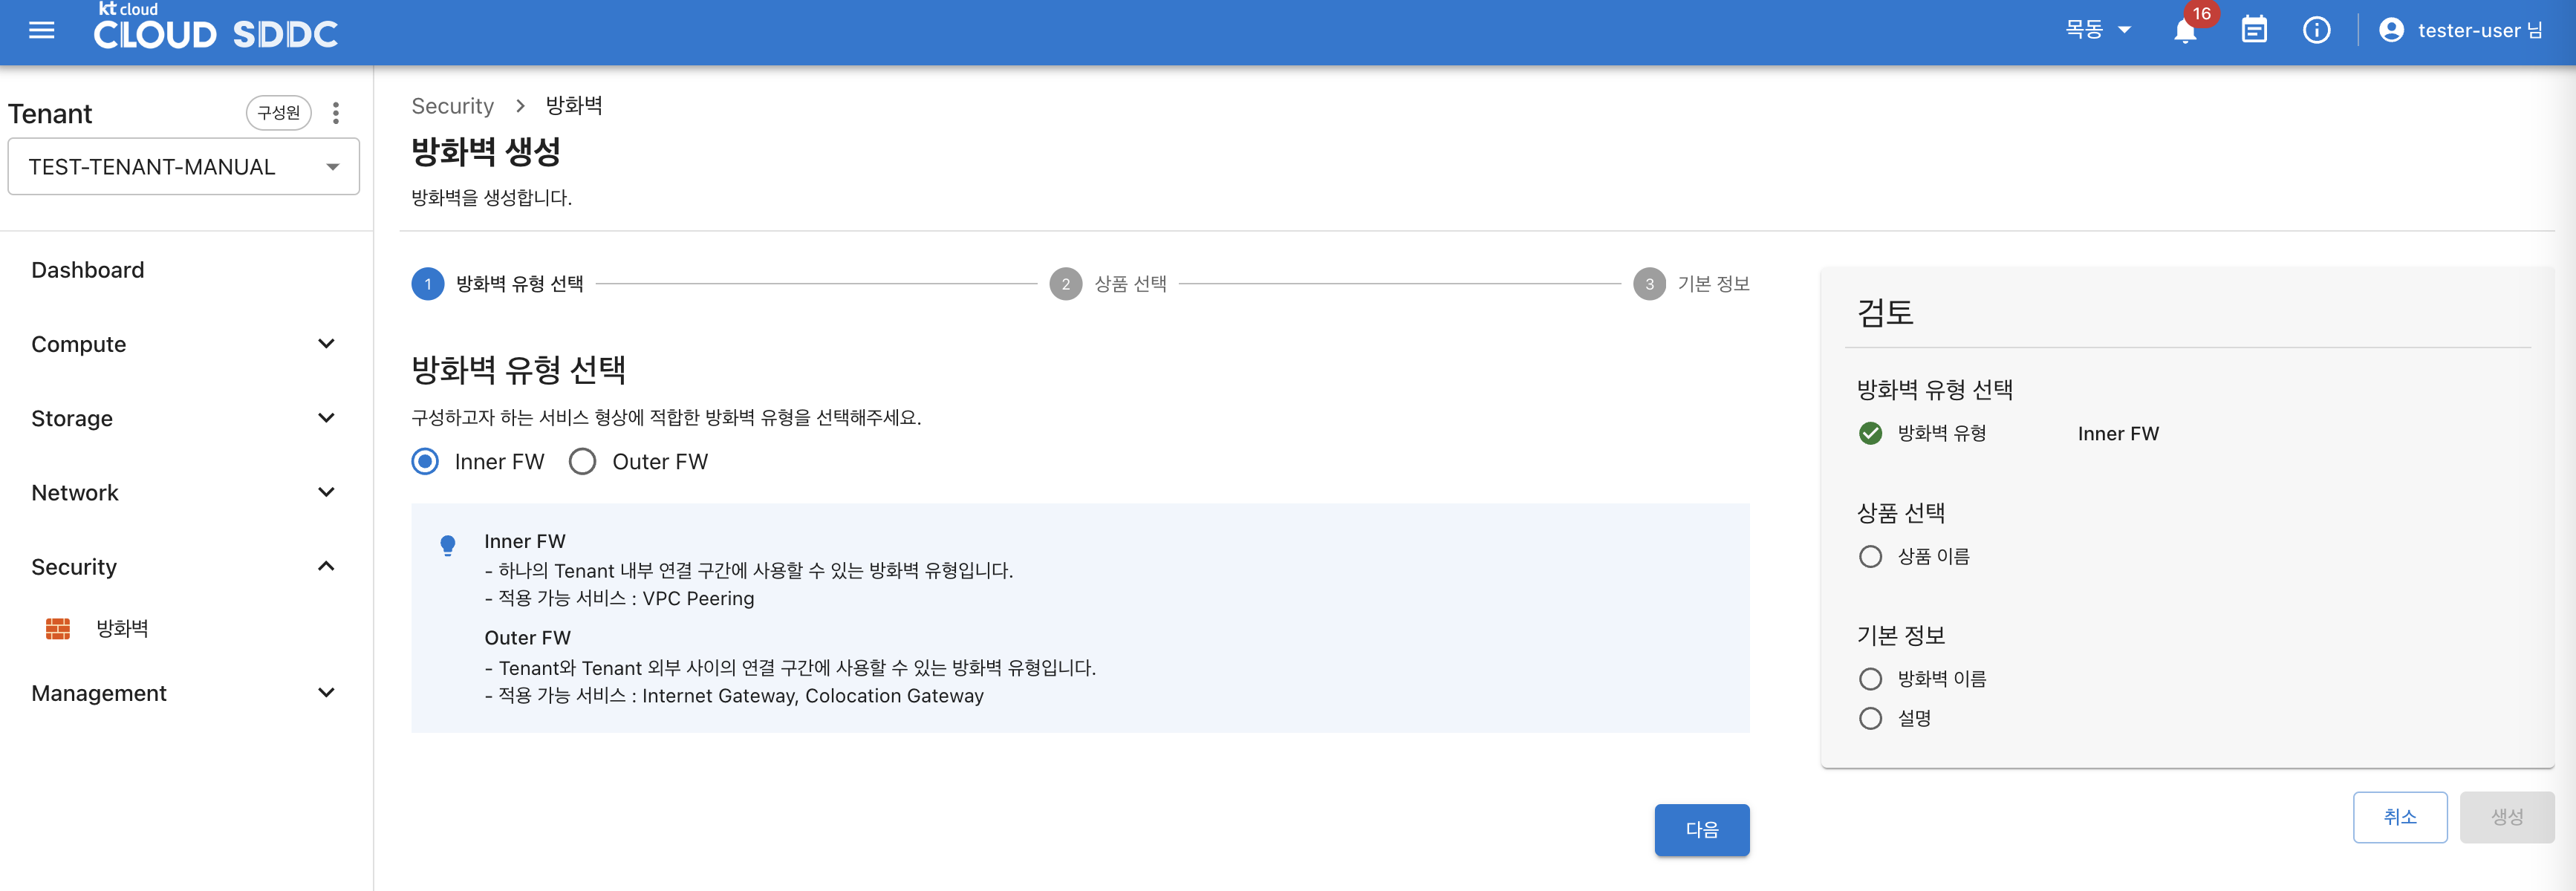 kt cloud
CLOUD SDDC
목동
16
tester-user 님
Tenant
구성원
TEST-TENANT-MANUAL
Dashboard
Compute
Storage
Network
Security
방화벽
Management
Security > 방화벽
방화벽 생성
방화벽을 생성합니다.
1 방화벽 유형 선택
2 상품 선택
3 기본 정보
방화벽 유형 선택
구성하고자 하는 서비스 형상에 적합한 방화벽 유형을 선택해주세요.
Inner FW
Outer FW
Inner FW
- 하나의 Tenant 내부 연결 구간에 사용할 수 있는 방화벽 유형입니다.
- 적용 가능 서비스 : VPC Peering
Outer FW
- Tenant와 Tenant 외부 사이의 연결 구간에 사용할 수 있는 방화벽 유형입니다.
- 적용 가능 서비스 : Internet Gateway, Colocation Gateway
다음
검토
방화벽 유형 선택
방화벽 유형 Inner FW
상품 선택
상품 이름
기본 정보
방화벽 이름
설명
취소
생성